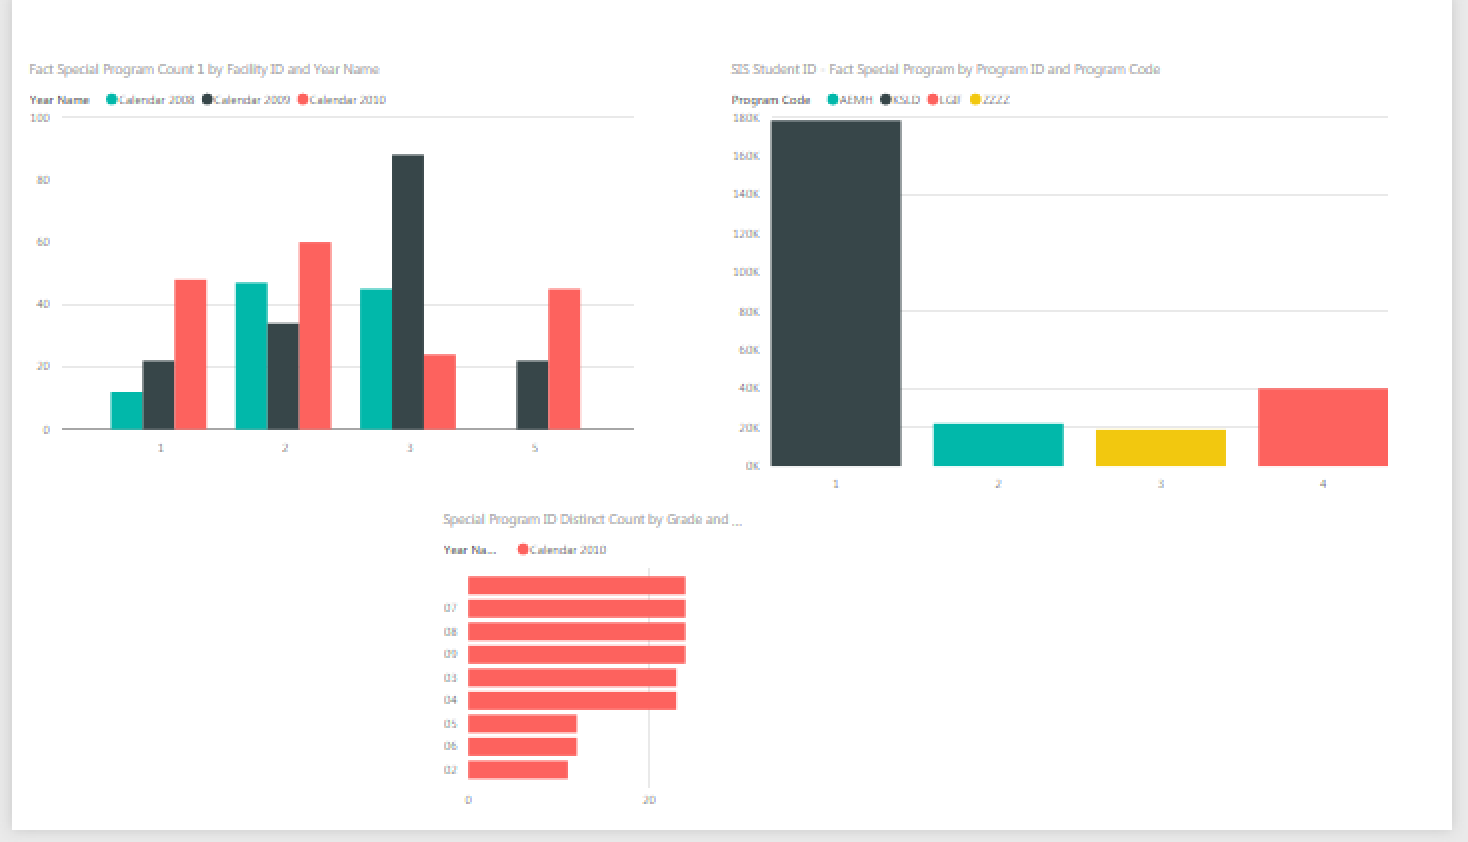 Fact Special Program Count 1 by Facility ID and Year Name
Year Name Calendar 2008 Calendar 2009 Calendar 2010
100
80
60
40
20
0
1 2 3 5
SIS Student ID - Fact Special Program by Program ID and Program Code
Program Code AEMH KSLD LGIF ZZZZ
180K
160K
140K
120K
100K
80K
60K
40K
20K
0K
1 2 3 4
Special Program ID Distinct Count by Grade and ...
Year Na... Calendar 2010
07
08
09
03
04
05
06
02
0 20